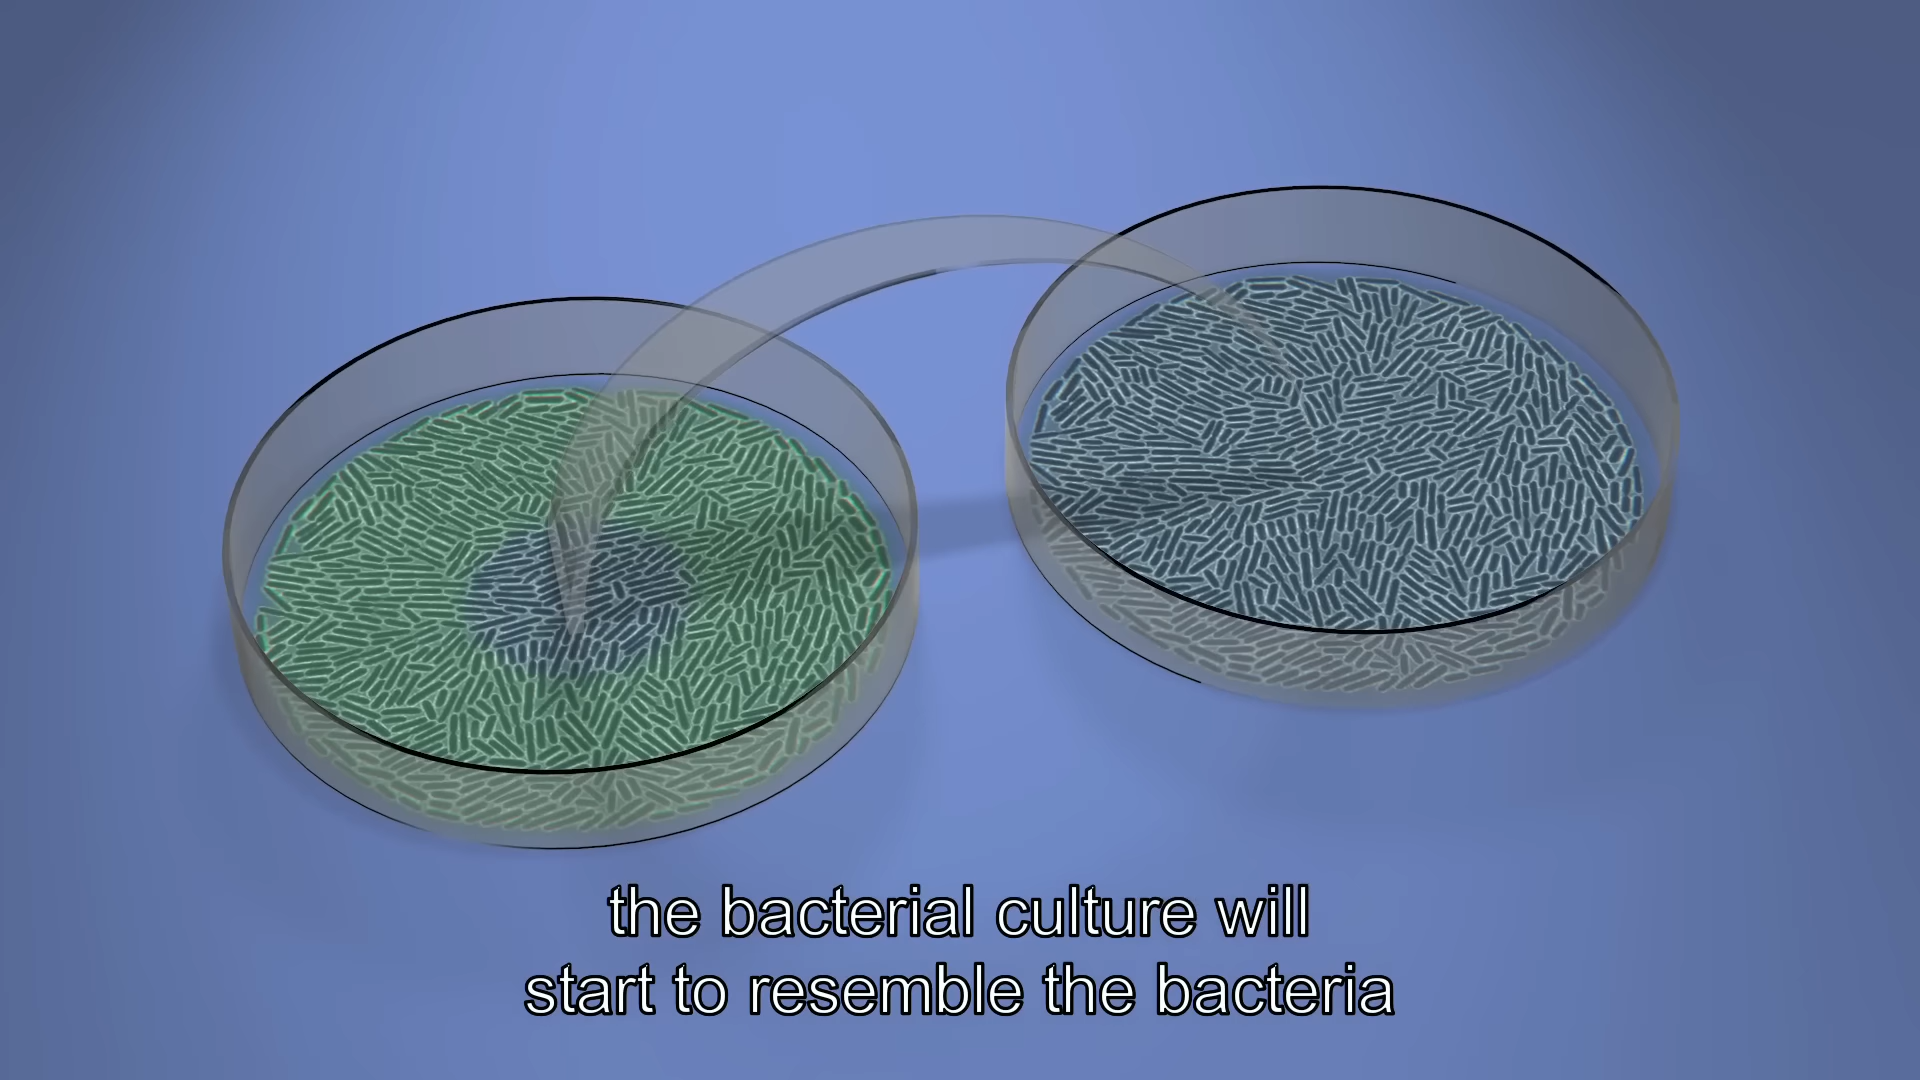 the bacterial culture will
start to resemble the bacteria